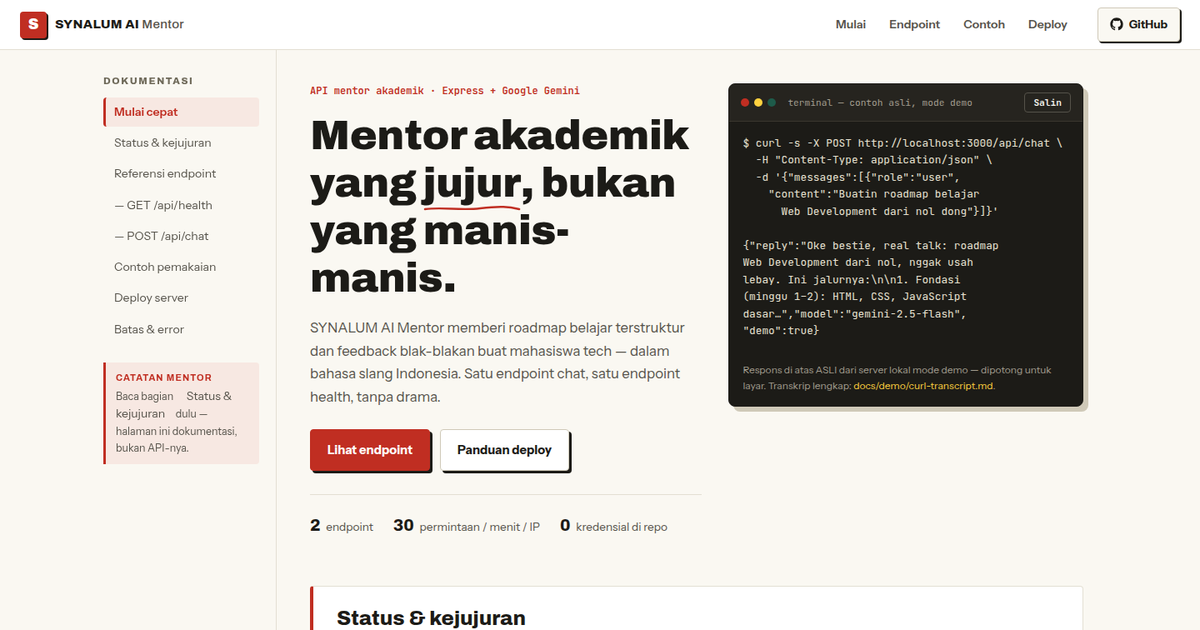 S SYNALUM AI Mentor
Mulai Endpoint Contoh Deploy GitHub
DOKUMENTASI
Mulai cepat
Status & kejujuran
Referensi endpoint
— GET /api/health
— POST /api/chat
Contoh pemakaian
Deploy server
Batas & error
CATATAN MENTOR
Baca bagian Status &
kejujuran dulu —
halaman ini dokumentasi,
bukan API-nya.
API mentor akademik · Express + Google Gemini
Mentor akademik
yang jujur, bukan
yang manis-
manis.
SYNALUM AI Mentor memberi roadmap belajar terstruktur
dan feedback blak-blakan buat mahasiswa tech — dalam
bahasa slang Indonesia. Satu endpoint chat, satu endpoint
health, tanpa drama.
Lihat endpoint Panduan deploy
2 endpoint 30 permintaan / menit / IP 0 kredensial di repo
terminal — contoh asli, mode demo Salin
$ curl -s -X POST http://localhost:3000/api/chat \
-H "Content-Type: application/json" \
-d '{"messages":[{"role":"user",
"content":"Buatin roadmap belajar
Web Development dari nol dong"}]}'
{"reply":"Oke bestie, real talk: roadmap
Web Development dari nol, nggak usah
lebay. Ini jalurnya:\n\n1. Fondasi
(minggu 1–2): HTML, CSS, JavaScript
dasar…","model":"gemini-2.5-flash",
"demo":true}
Respons di atas ASLI dari server lokal mode demo — dipotong untuk
layar. Transkrip lengkap: docs/demo/curl-transcript.md.
Status & kejujuran